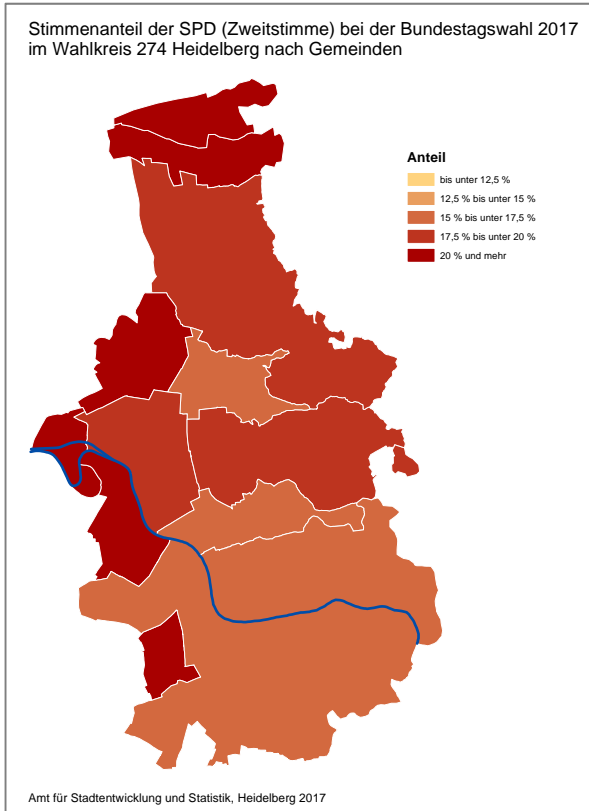 Stimmenanteil der SPD (Zweitstimme) bei der Bundestagswahl 2017
im Wahlkreis 274 Heidelberg nach Gemeinden
Anteil
bis unter 12,5 %
12,5 % bis unter 15 %
15 % bis unter 17,5 %
17,5 % bis unter 20 %
20 % und mehr
Amt für Stadtentwicklung und Statistik, Heidelberg 2017